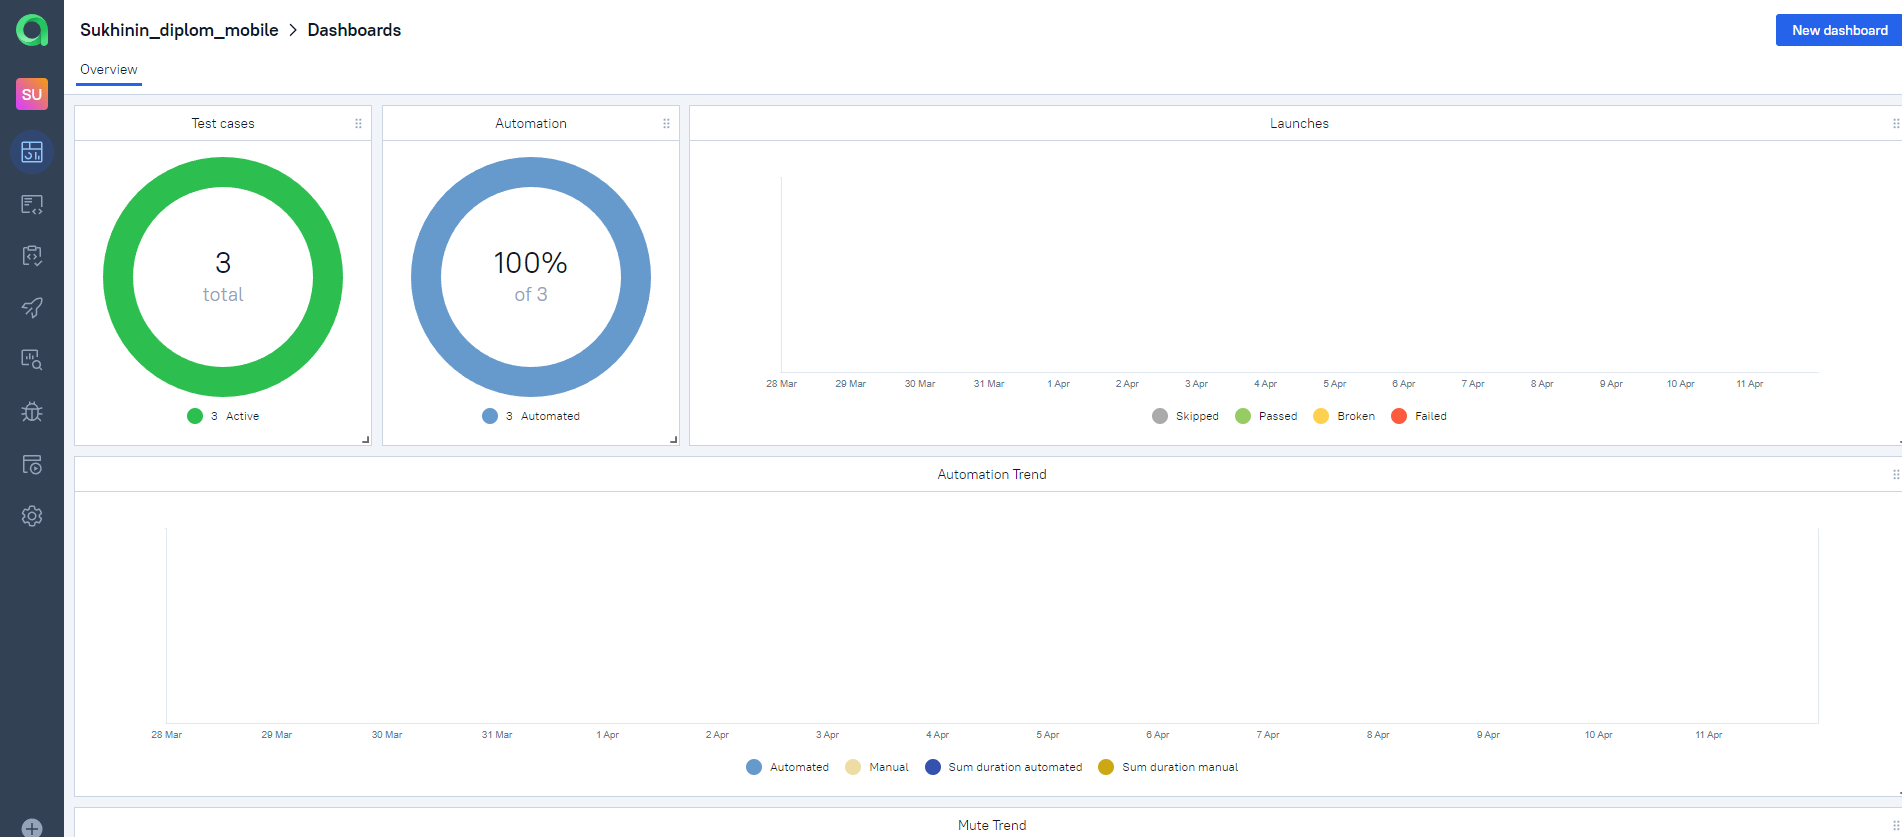 Sukhinin_diplom_mobile > Dashboards
New dashboard
Overview
SU
Test cases
3
total
3 Active
Automation
100%
of 3
3 Automated
Launches
28 Mar 29 Mar 30 Mar 31 Mar 1 Apr 2 Apr 3 Apr 4 Apr 5 Apr 6 Apr 7 Apr 8 Apr 9 Apr 10 Apr 11 Apr
Skipped Passed Broken Failed
Automation Trend
28 Mar 29 Mar 30 Mar 31 Mar 1 Apr 2 Apr 3 Apr 4 Apr 5 Apr 6 Apr 7 Apr 8 Apr 9 Apr 10 Apr 11 Apr
Automated Manual Sum duration automated Sum duration manual
Mute Trend